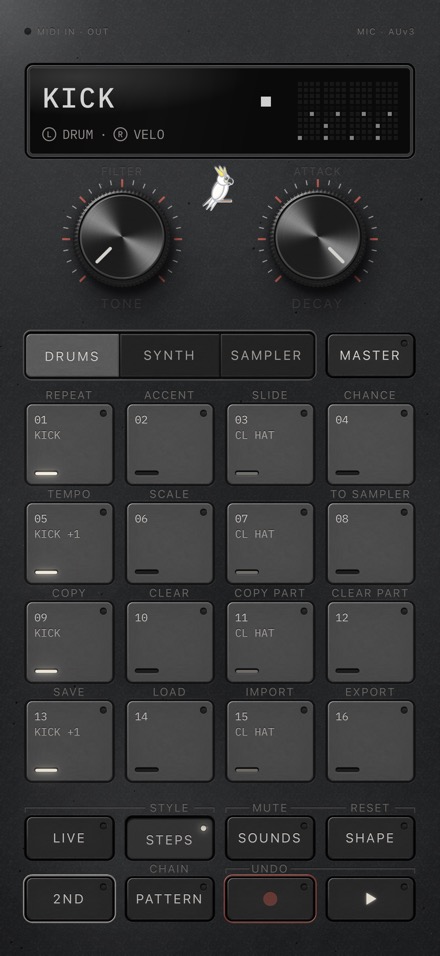 MIDI IN · OUT
MIC · AUv3
KICK
L DRUM · R VELO
FILTER
ATTACK
TONE
DECAY
DRUMS
SYNTH
SAMPLER
MASTER
REPEAT
ACCENT
SLIDE
CHANCE
01
KICK
02
03
CL HAT
04
TEMPO
SCALE
TO SAMPLER
05
KICK +1
06
07
CL HAT
08
COPY
CLEAR
COPY PART
CLEAR PART
09
KICK
10
11
CL HAT
12
SAVE
LOAD
IMPORT
EXPORT
13
KICK +1
14
15
CL HAT
16
STYLE
MUTE
RESET
LIVE
STEPS
SOUNDS
SHAPE
CHAIN
UNDO
2ND
PATTERN